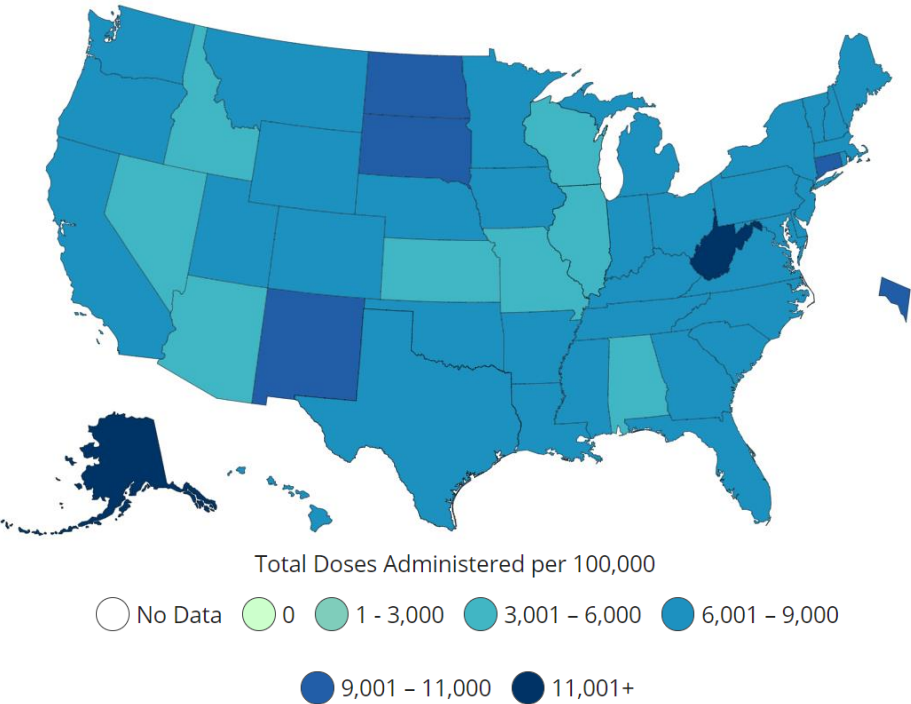 Total Doses Administered per 100,000
No Data 0 1 - 3,000 3,001 – 6,000 6,001 – 9,000
9,001 – 11,000 11,001+